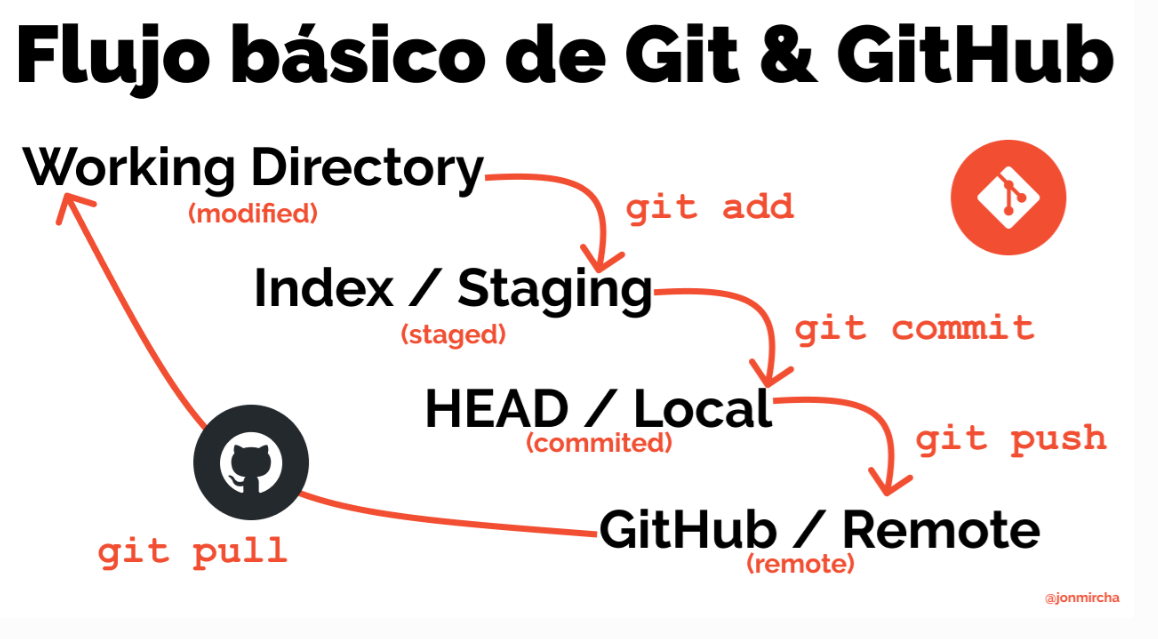 Flujo básico de Git & GitHub
Working Directory
(modified)
git add
Index / Staging
(staged)
git commit
HEAD / Local
(commited)
git push
GitHub / Remote
(remote)
git pull
@jonmircha